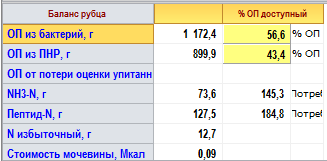 Баланс рубца % ОП доступный
ОП из бактерий, г 1 172,4 56,6 % ОП
ОП из ПНР, г 899,9 43,4 % ОП
ОП от потери оценки упитанн
NH3-N, г 73,6 145,3 Потреб
Пептид-N, г 127,5 184,8 Потреб
N избыточный, г 12,7
Стоимость мочевины, Мкал 0,09